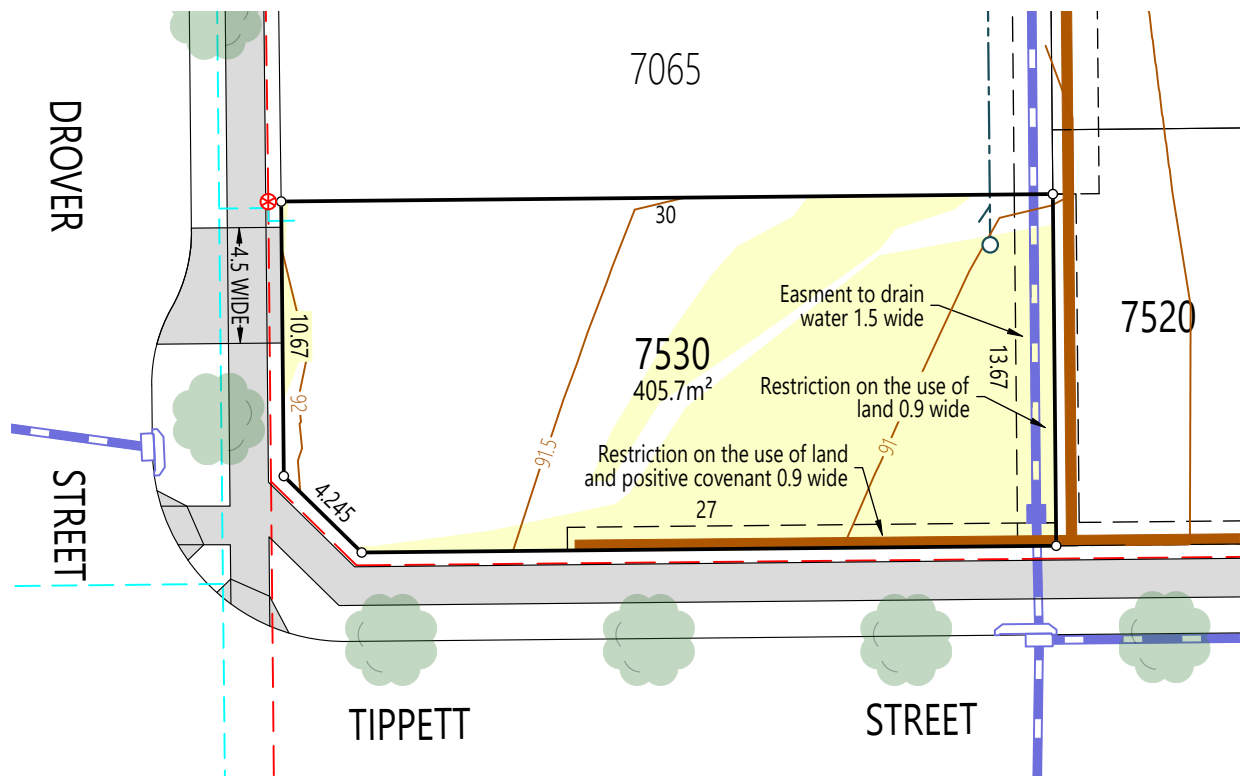 7065
DROVER
30
4.5 WIDE
Easment to drain
water 1.5 wide
7520
10.67
7530
405.7m²
13.67
Restriction on the use of
land 0.9 wide
92
91.5
91
Restriction on the use of land
and positive covenant 0.9 wide
4.245
27
STREET
TIPPETT
STREET